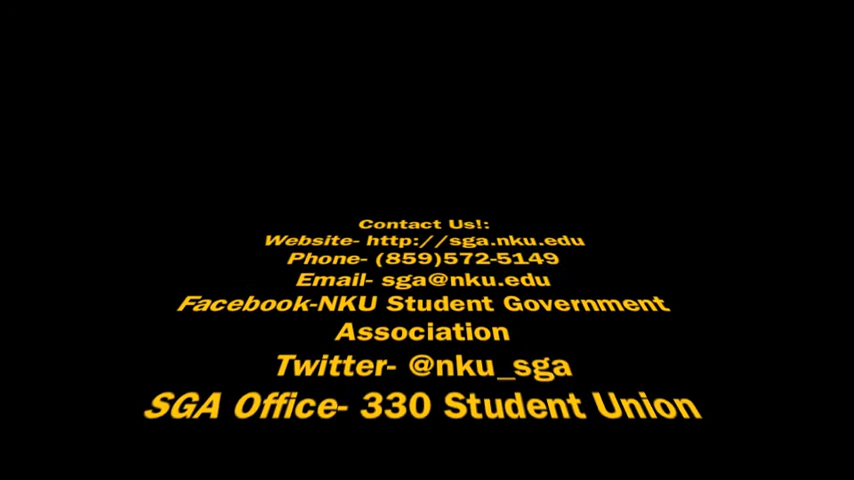 Contact Us!:
Website- http://sga.nku.edu
Phone- (859)572-5149
Email- sga@nku.edu
Facebook-NKU Student Government
Association
Twitter- @nku_sga
SGA Office- 330 Student Union